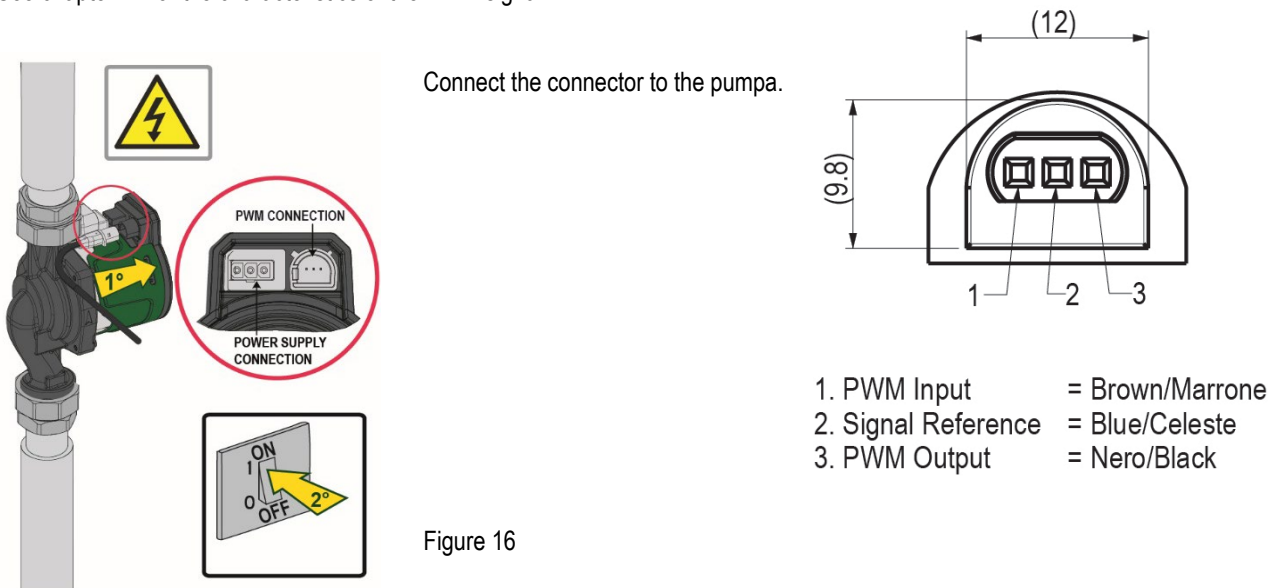 Connect the connector to the pumpa.
PWM CONNECTION
POWER SUPPLY
CONNECTION
1°
ON
1
0
OFF
2°
Figure 16
(12)
(9.8)
1
2
3
1. PWM Input = Brown/Marrone
2. Signal Reference = Blue/Celeste
3. PWM Output = Nero/Black